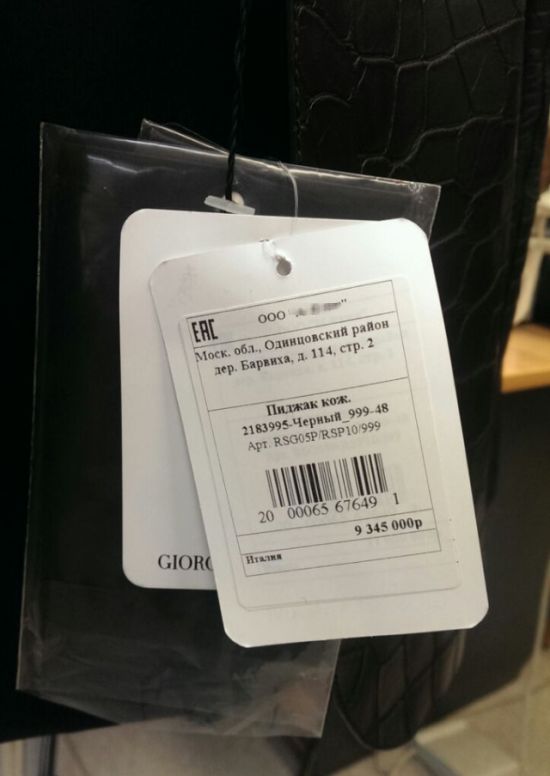 EAC
ООО
Моск. обл., Одинцовский район
дер. Барвиха, д. 114, стр. 2
Пиджак кож.
2183995-Черный_999-48
Арт. RSG05P/RSP10/999
20 00065 67649 1
9 345 000р
Италия
GIORG